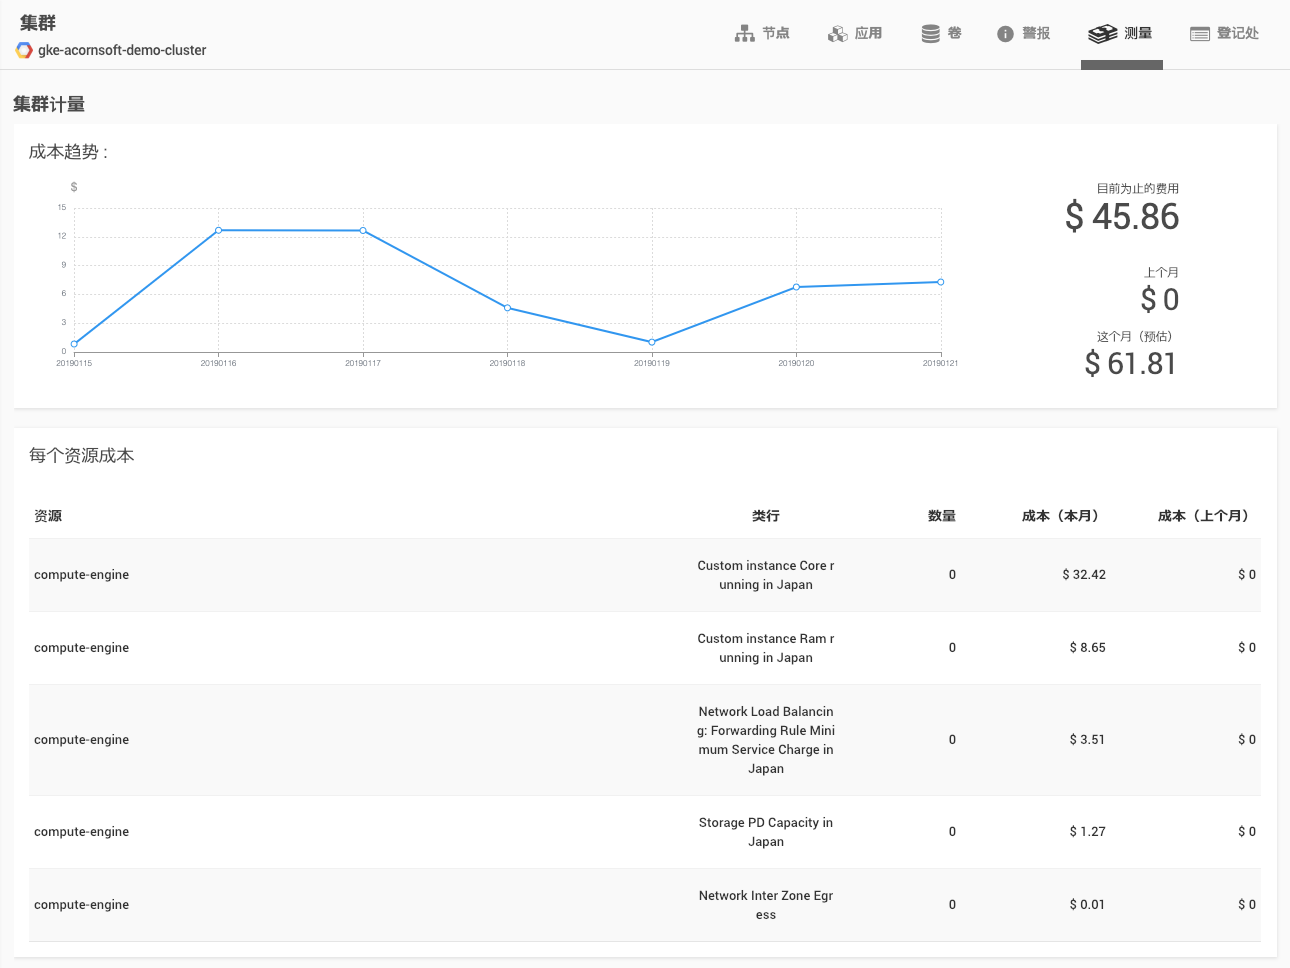 集群
gke-acornsoft-demo-cluster
节点
应用
卷
警报
测量
登记处
集群计量
成本趋势 :
$
15
12
9
6
3
0
20190115
20190116
20190117
20190118
20190119
20190120
20190121
目前为止的费用
$ 45.86
上个月
$ 0
这个月（预估）
$ 61.81
每个资源成本
资源 类行 数量 成本（本月） 成本（上个月）
compute-engine
Custom instance Core r
unning in Japan
0 $ 32.42 $ 0
compute-engine
Custom instance Ram r
unning in Japan
0 $ 8.65 $ 0
compute-engine
Network Load Balancin
g: Forwarding Rule Mini
mum Service Charge in
Japan
0 $ 3.51 $ 0
compute-engine
Storage PD Capacity in
Japan
0 $ 1.27 $ 0
compute-engine
Network Inter Zone Egr
ess
0 $ 0.01 $ 0